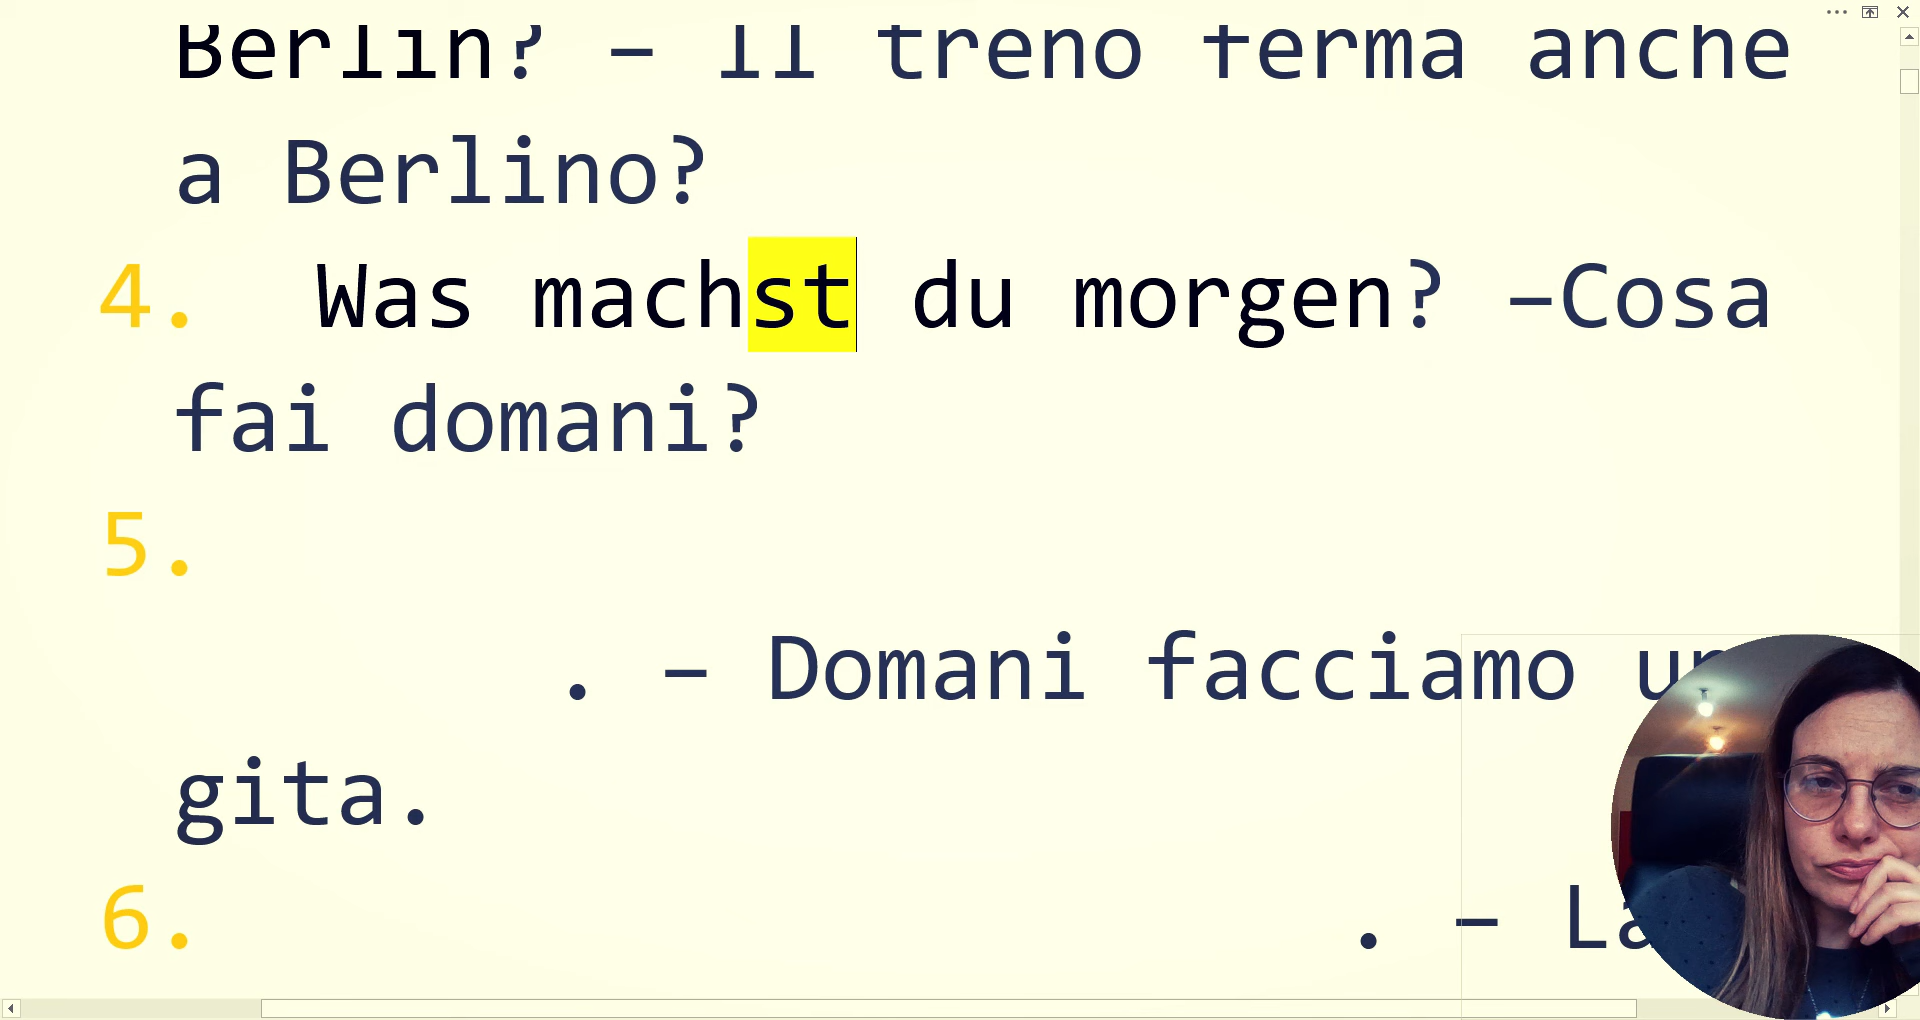 Berlin? – Il treno ferma anche
a Berlino?
4. Was machst du morgen? –Cosa
fai domani?
5.
. – Domani facciamo
gita.
6. . –